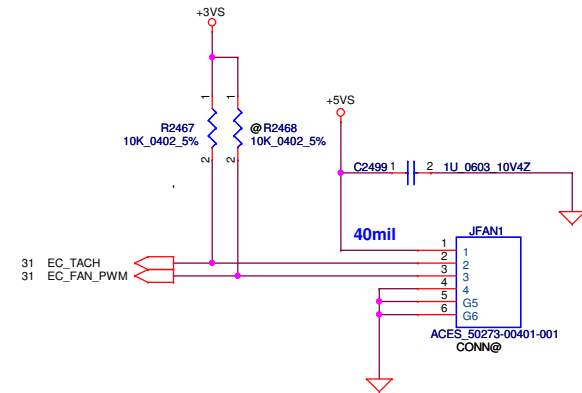 +3VS
+5VS
1
1
R2467
@R2468
10K_0402_5%
10K_0402_5%
2
2
C2499
1
2
1U_0603_10V4Z
40mil
JFAN1
31 EC_TACH
31 EC_FAN_PWM
1
2
3
4
5
6
1
2
3
4
G5
G6
ACES_50273-00401-001
CONN@